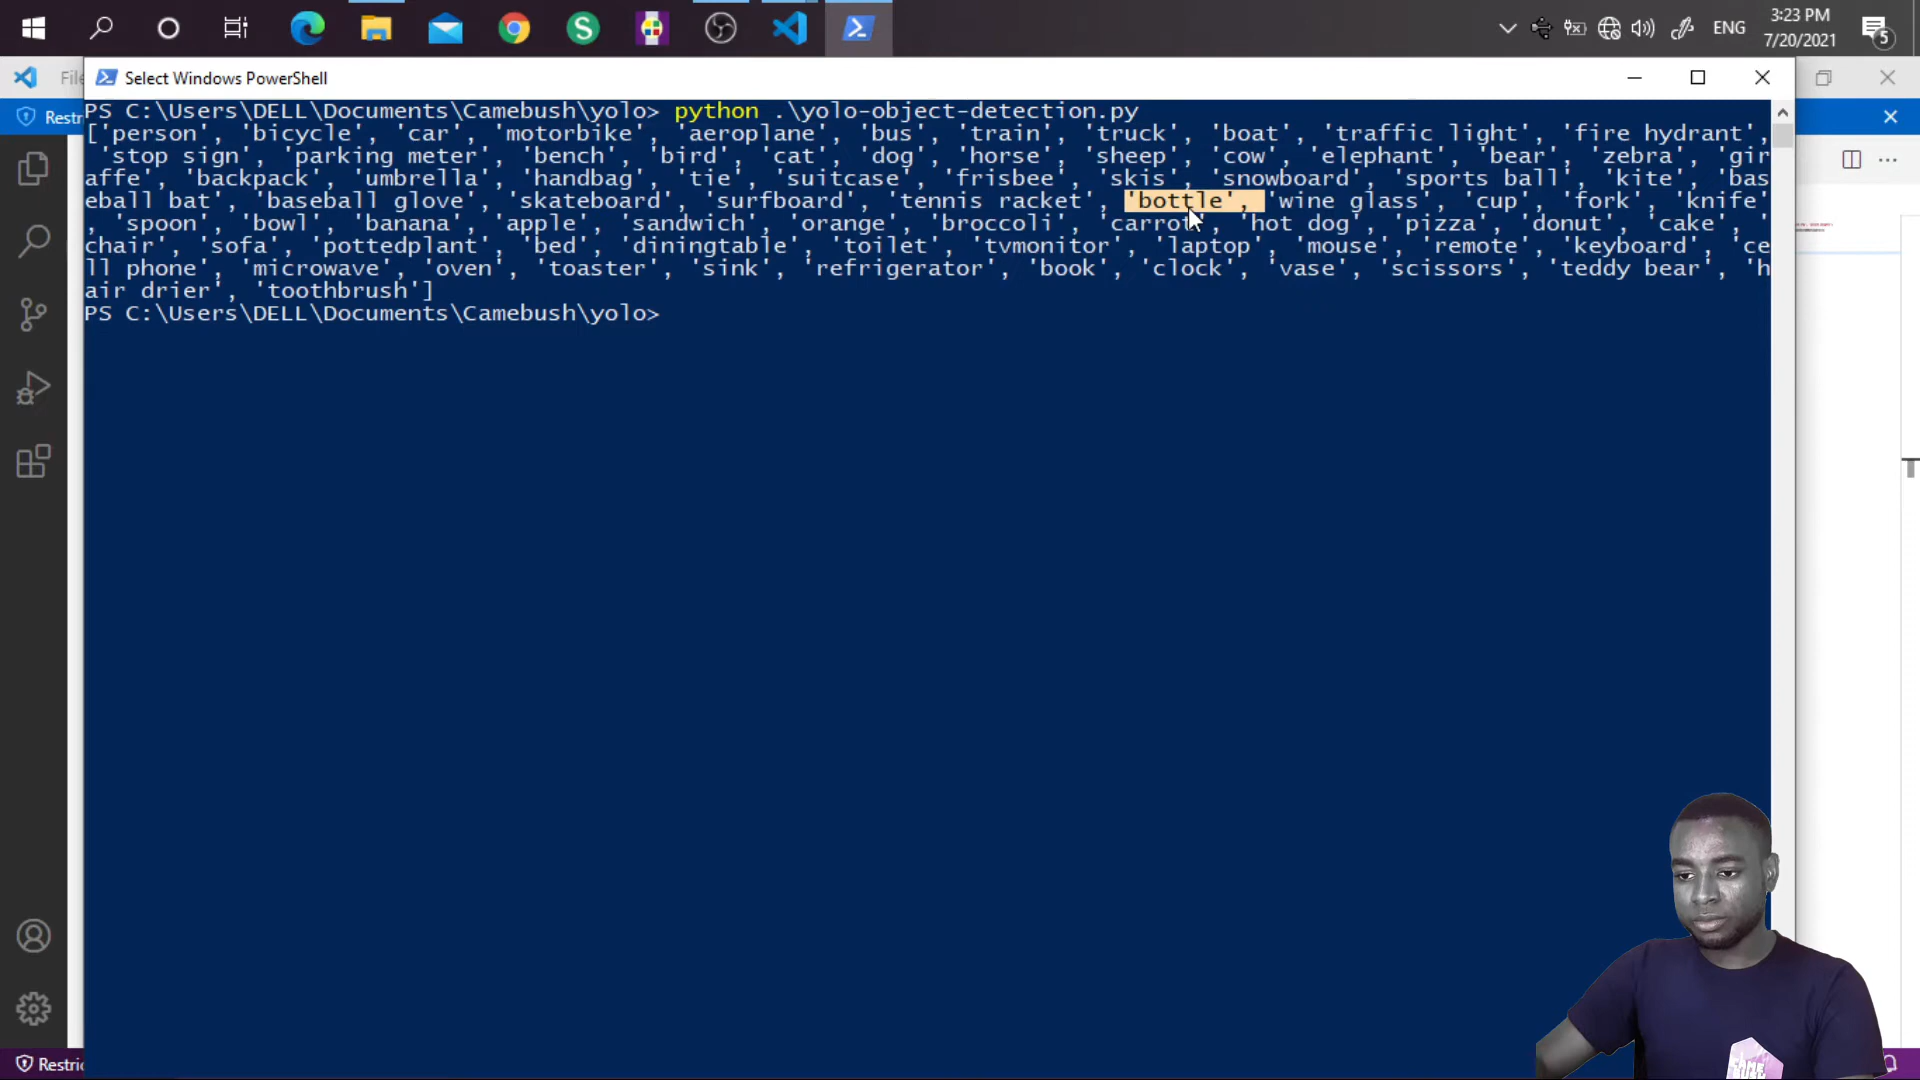 ENG
3:23 PM
7/20/2021
5
File
Select Windows PowerShell
Restr
PS C:\Users\DELL\Documents\Camebush\yolo> python .\yolo-object-detection.py
['person', 'bicycle', 'car', 'motorbike', 'aeroplane', 'bus', 'train', 'truck', 'boat', 'traffic light', 'fire hydrant',
'stop sign', 'parking meter', 'bench', 'bird', 'cat', 'dog', 'horse', 'sheep', 'cow', 'elephant', 'bear', 'zebra', 'gir
affe', 'backpack', 'umbrella', 'handbag', 'tie', 'suitcase', 'frisbee', 'skis', 'snowboard', 'sports ball', 'kite', 'bas
eball bat', 'baseball glove', 'skateboard', 'surfboard', 'tennis racket', 'bottle', 'wine glass', 'cup', 'fork', 'knife'
, 'spoon', 'bowl', 'banana', 'apple', 'sandwich', 'orange', 'broccoli', 'carrot', 'hot dog', 'pizza', 'donut', 'cake', '
chair', 'sofa', 'pottedplant', 'bed', 'diningtable', 'toilet', 'tvmonitor', 'laptop', 'mouse', 'remote', 'keyboard', 'ce
ll phone', 'microwave', 'oven', 'toaster', 'sink', 'refrigerator', 'book', 'clock', 'vase', 'scissors', 'teddy bear', 'h
air drier', 'toothbrush']
PS C:\Users\DELL\Documents\Camebush\yolo>
Restric